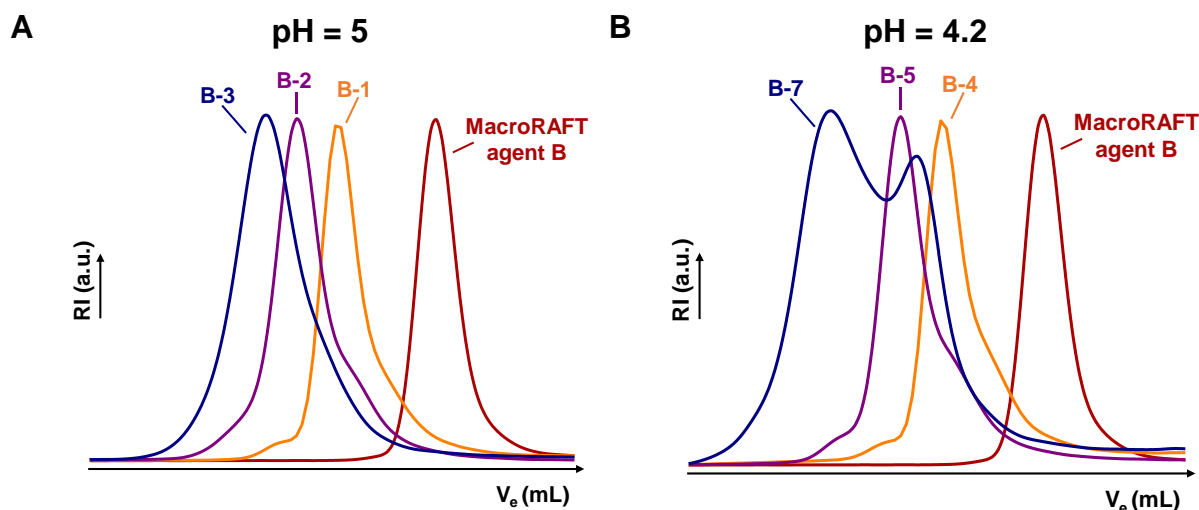 A
pH = 5
B-3
B-2
B-1
MacroRAFT
agent B
RI (a.u.)
Ve (mL)
B
pH = 4.2
B-7
B-5
B-4
MacroRAFT
agent B
RI (a.u.)
Ve (mL)